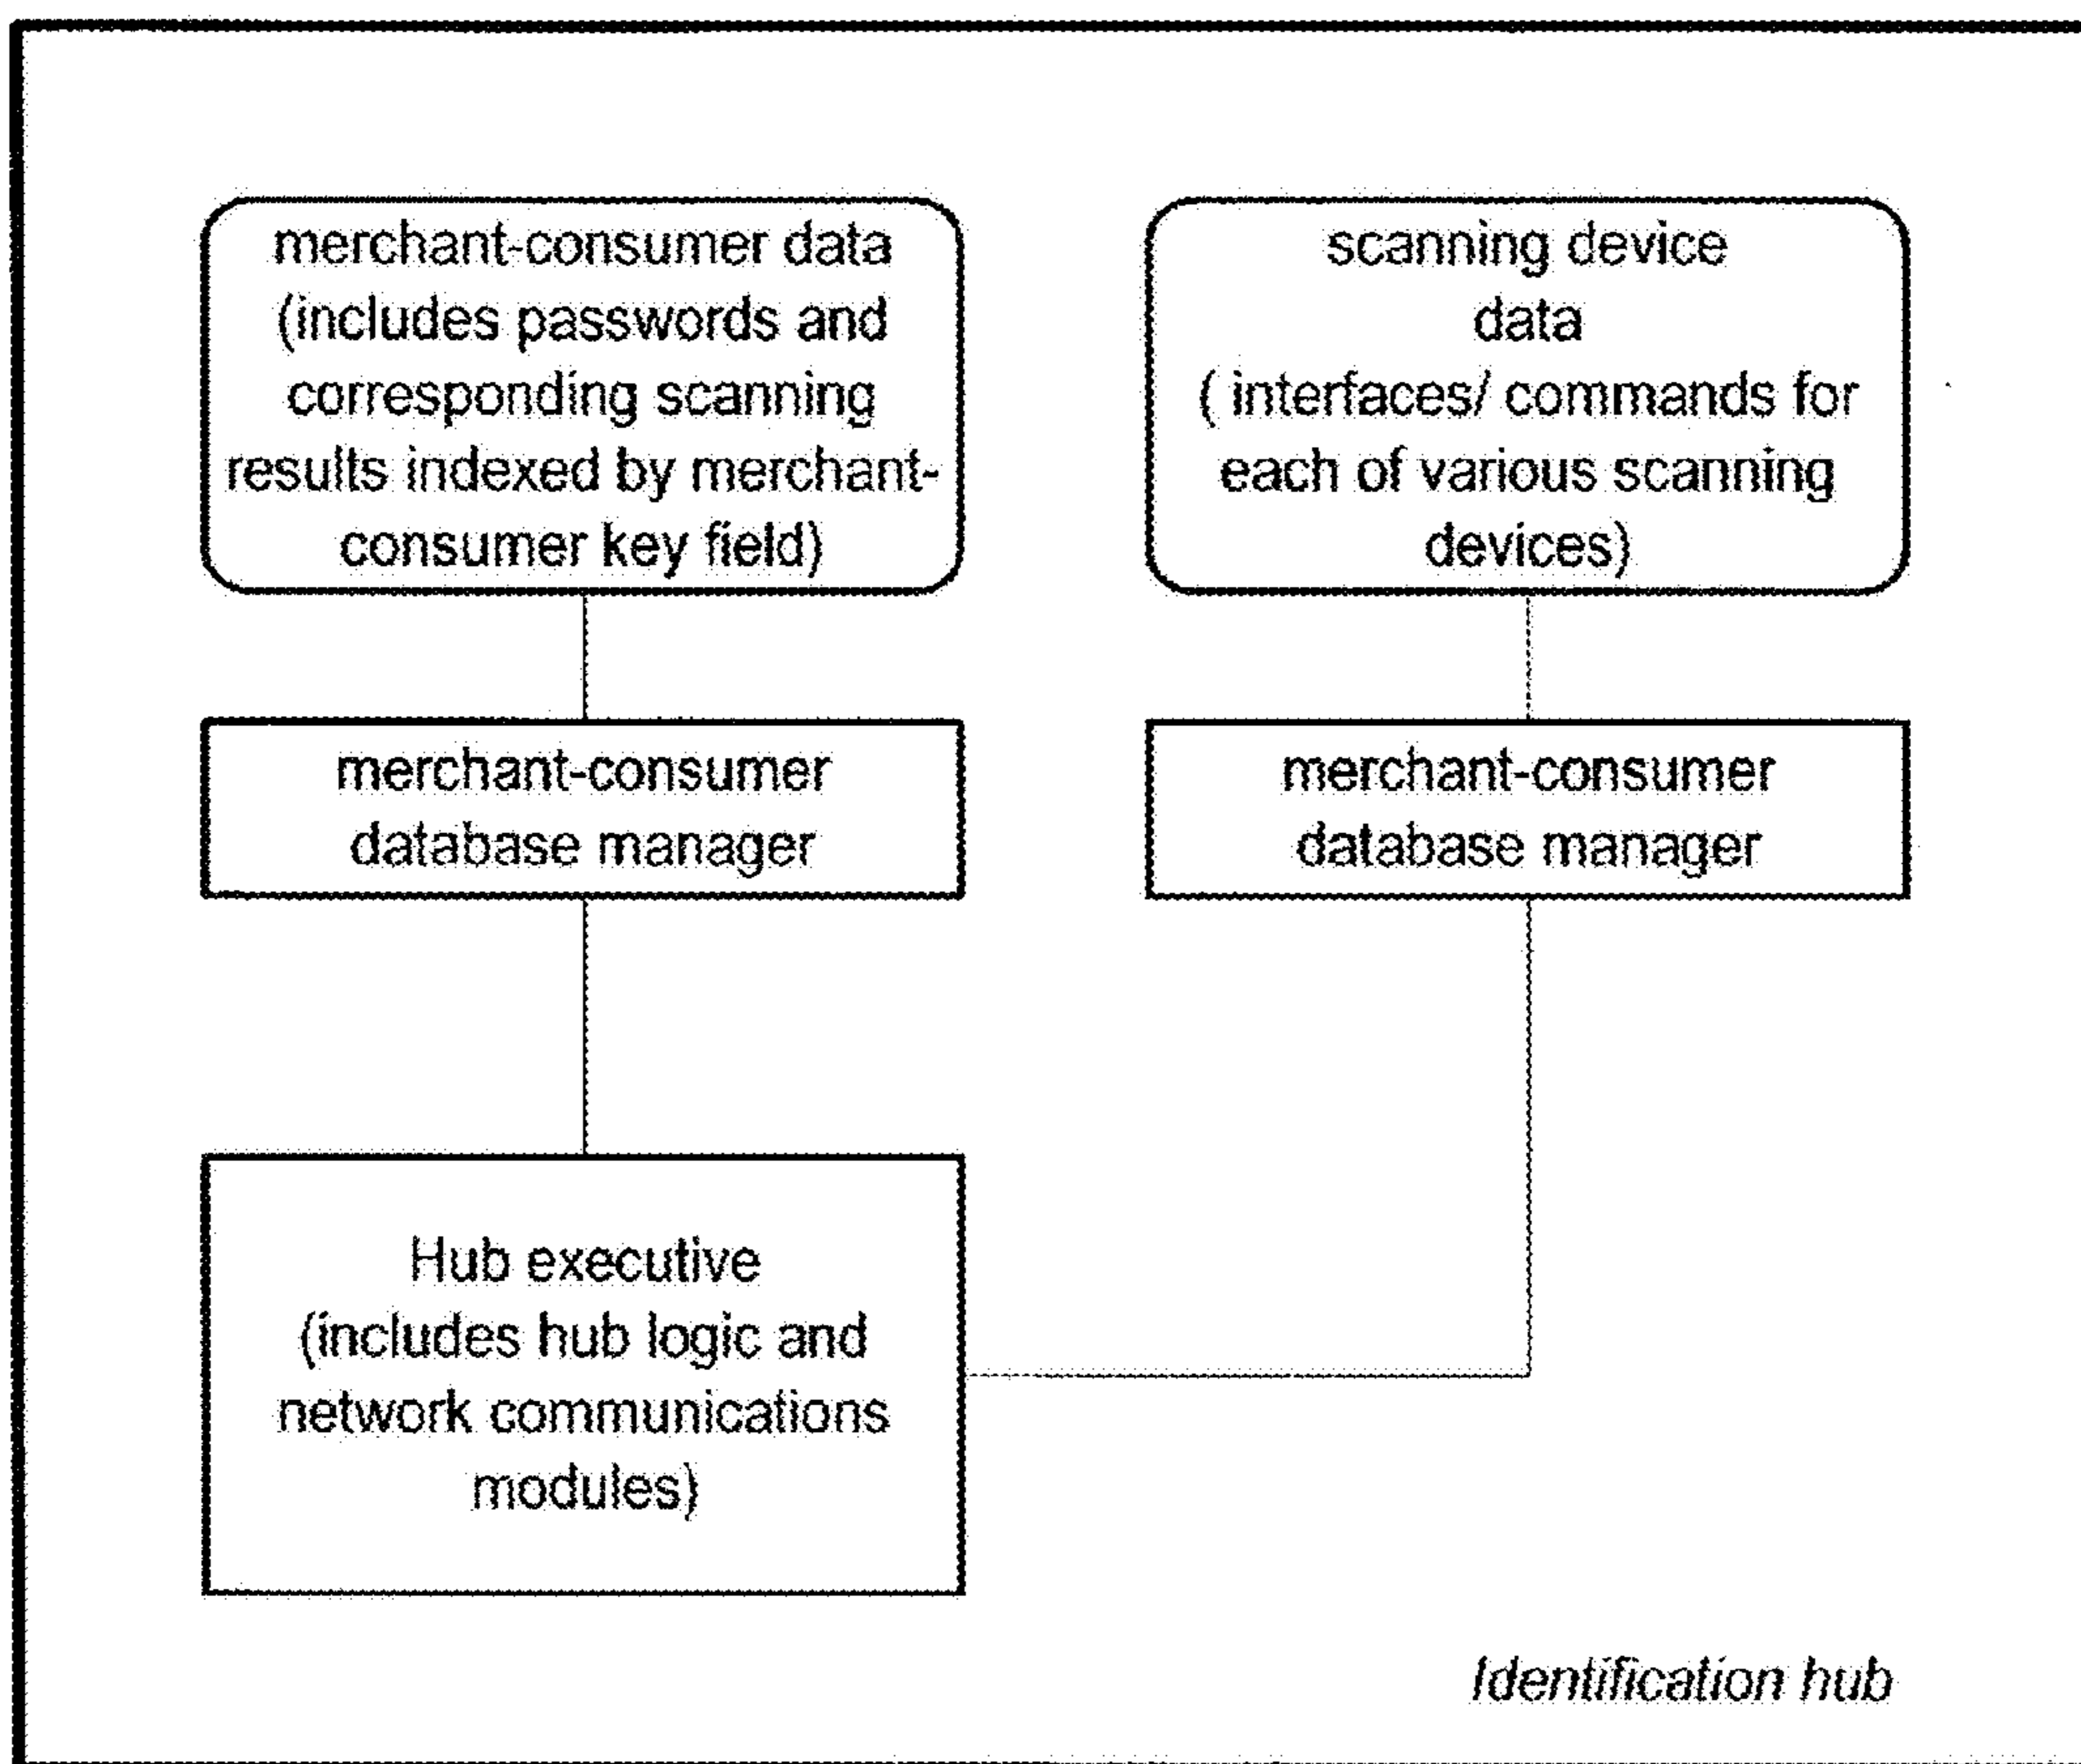 merchant-consumer data
(includes passwords and
corresponding scanning
results indexed by merchant-
consumer key field)
scanning device
data
( interfaces/ commands for
each of various scanning
devices)
merchant-consumer
database manager
merchant-consumer
database manager
Hub executive
(includes hub logic and
network communications
modules)
Identification hub